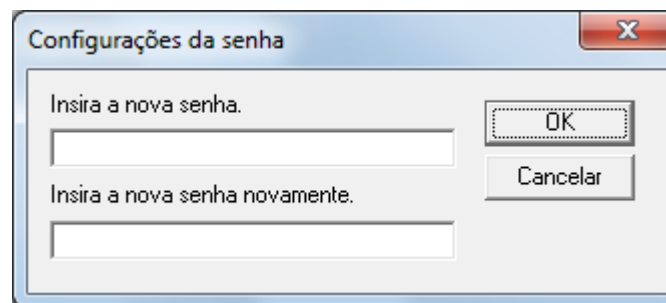 Configurações da senha
Insira a nova senha.
OK
Cancelar
Insira a nova senha novamente.